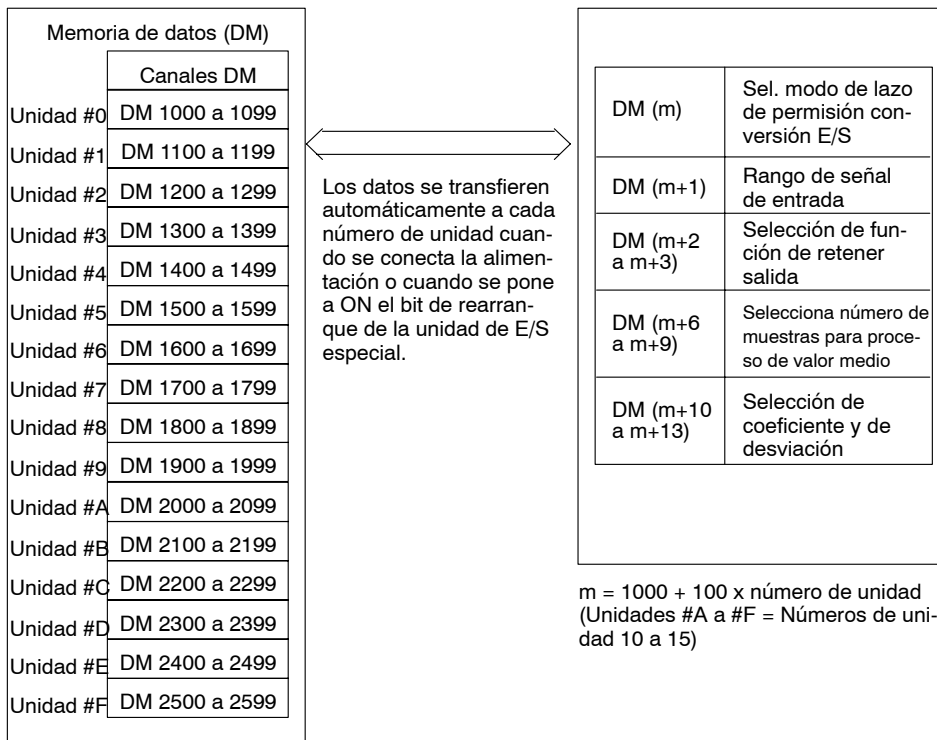 Memoria de datos (DM)
Canales DM
Unidad #0 DM 1000 a 1099
Unidad #1 DM 1100 a 1199
Unidad #2 DM 1200 a 1299
Unidad #3 DM 1300 a 1399
Unidad #4 DM 1400 a 1499
Unidad #5 DM 1500 a 1599
Unidad #6 DM 1600 a 1699
Unidad #7 DM 1700 a 1799
Unidad #8 DM 1800 a 1899
Unidad #9 DM 1900 a 1999
Unidad #A DM 2000 a 2099
Unidad #B DM 2100 a 2199
Unidad #C DM 2200 a 2299
Unidad #D DM 2300 a 2399
Unidad #E DM 2400 a 2499
Unidad #F DM 2500 a 2599
Los datos se transfieren
automáticamente a cada
número de unidad cuan-
do se conecta la alimen-
tación o cuando se pone
a ON el bit de rearran-
que de la unidad de E/S
especial.
DM (m)
Sel. modo de lazo
de permisión con-
versión E/S
DM (m+1)
Rango de señal
de entrada
DM (m+2
a m+3)
Selección de fun-
ción de retener
salida
DM (m+6
a m+9)
Selecciona número de
muestras para proce-
so de valor medio
DM (m+10
a m+13)
Selección de
coeficiente y de
desviación
m = 1000 + 100 x número de unidad
(Unidades #A a #F = Números de uni-
dad 10 a 15)